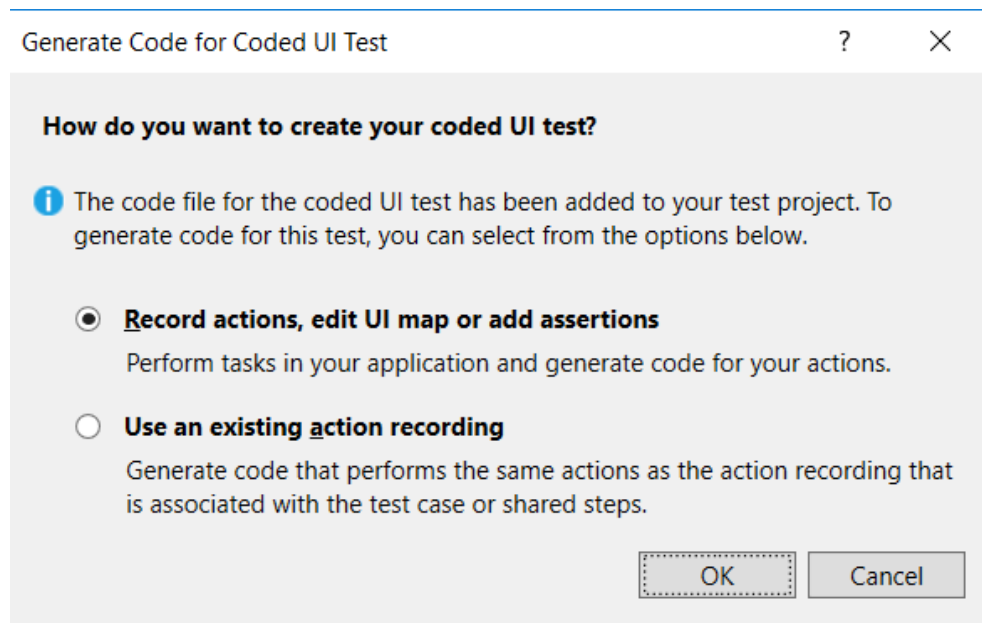 Generate Code for Coded UI Test
?
How do you want to create your coded UI test?
The code file for the coded UI test has been added to your test project. To
generate code for this test, you can select from the options below.
Record actions, edit UI map or add assertions
Perform tasks in your application and generate code for your actions.
Use an existing action recording
Generate code that performs the same actions as the action recording that
is associated with the test case or shared steps.
OK Cancel